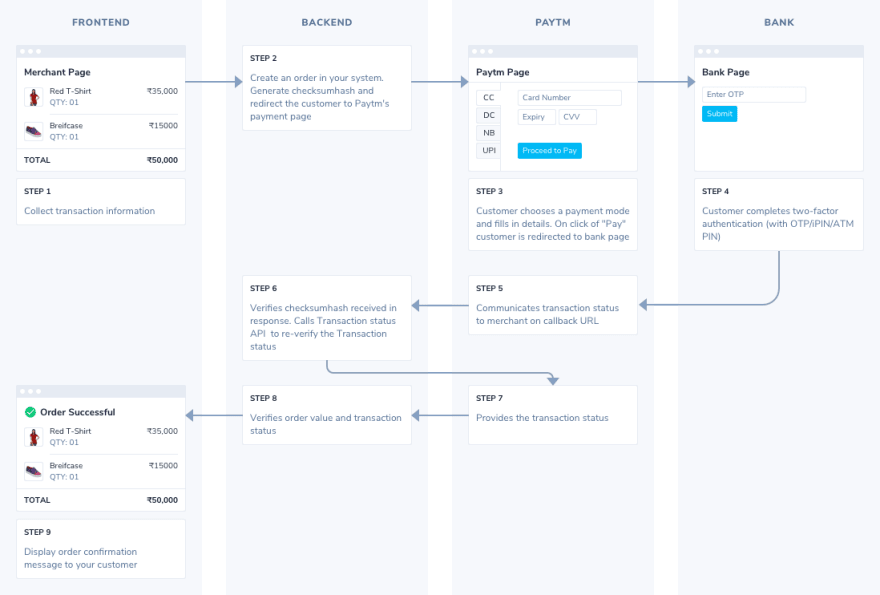 FRONTEND
BACKEND
PAYTM
BANK
Merchant Page
Red T-Shirt ₹35,000
QTY: 01
Breifcase ₹15000
QTY: 01
TOTAL ₹50,000
STEP 1
Collect transaction information
STEP 2
Create an order in your system.
Generate checksumhash and
redirect the customer to Paytm's
payment page
Paytm Page
CC
DC
NB
UPI
Card Number
Expiry CVV
Proceed to Pay
STEP 3
Customer chooses a payment mode
and fills in details. On click of "Pay"
customer is redirected to bank page
Bank Page
Enter OTP
Submit
STEP 4
Customer completes two-factor
authentication (with OTP/iPIN/ATM
PIN)
STEP 5
Communicates transaction status
to merchant on callback URL
STEP 6
Verifies checksumhash received in
response. Calls Transaction status
API to re-verify the Transaction
status
STEP 7
Provides the transaction status
STEP 8
Verifies order value and transaction
status
Order Successful
Red T-Shirt ₹35,000
QTY: 01
Breifcase ₹15000
QTY: 01
TOTAL ₹50,000
STEP 9
Display order confirmation
message to your customer